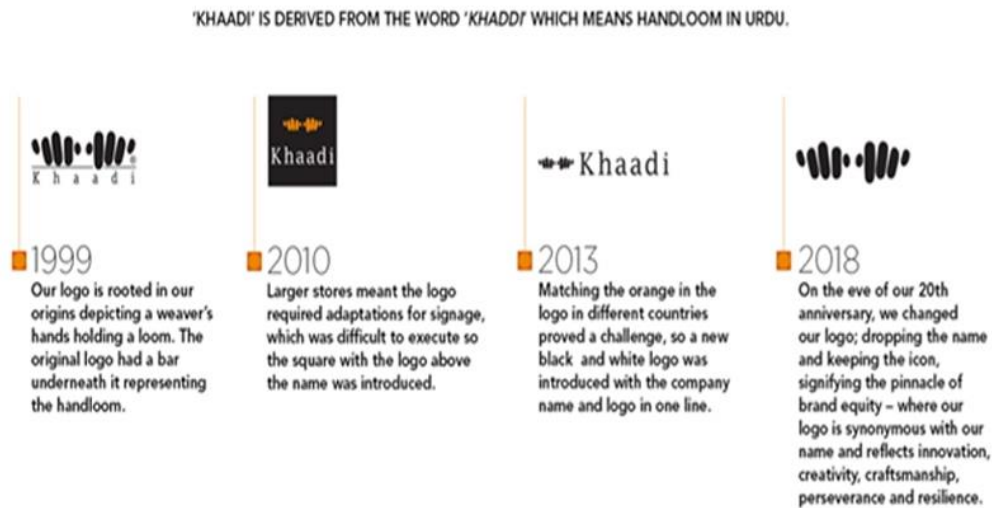 'KHAADI' IS DERIVED FROM THE WORD 'KHADDI' WHICH MEANS HANDLOOM IN URDU.
Khaadi
1999
Our logo is rooted in our
origins depicting a weaver's
hands holding a loom. The
original logo had a bar
underneath it representing
the handloom.
Khaadi
2010
Larger stores meant the logo
required adaptations for signage,
which was difficult to execute so
the square with the logo above
the name was introduced.
Khaadi
2013
Matching the orange in the
logo in different countries
proved a challenge, so a new
black and white logo was
introduced with the company
name and logo in one line.
2018
On the eve of our 20th
anniversary, we changed
our logo; dropping the name
and keeping the icon,
signifying the pinnacle of
brand equity – where our
logo is synonymous with our
name and reflects innovation,
creativity, craftsmanship,
perseverance and resilience.